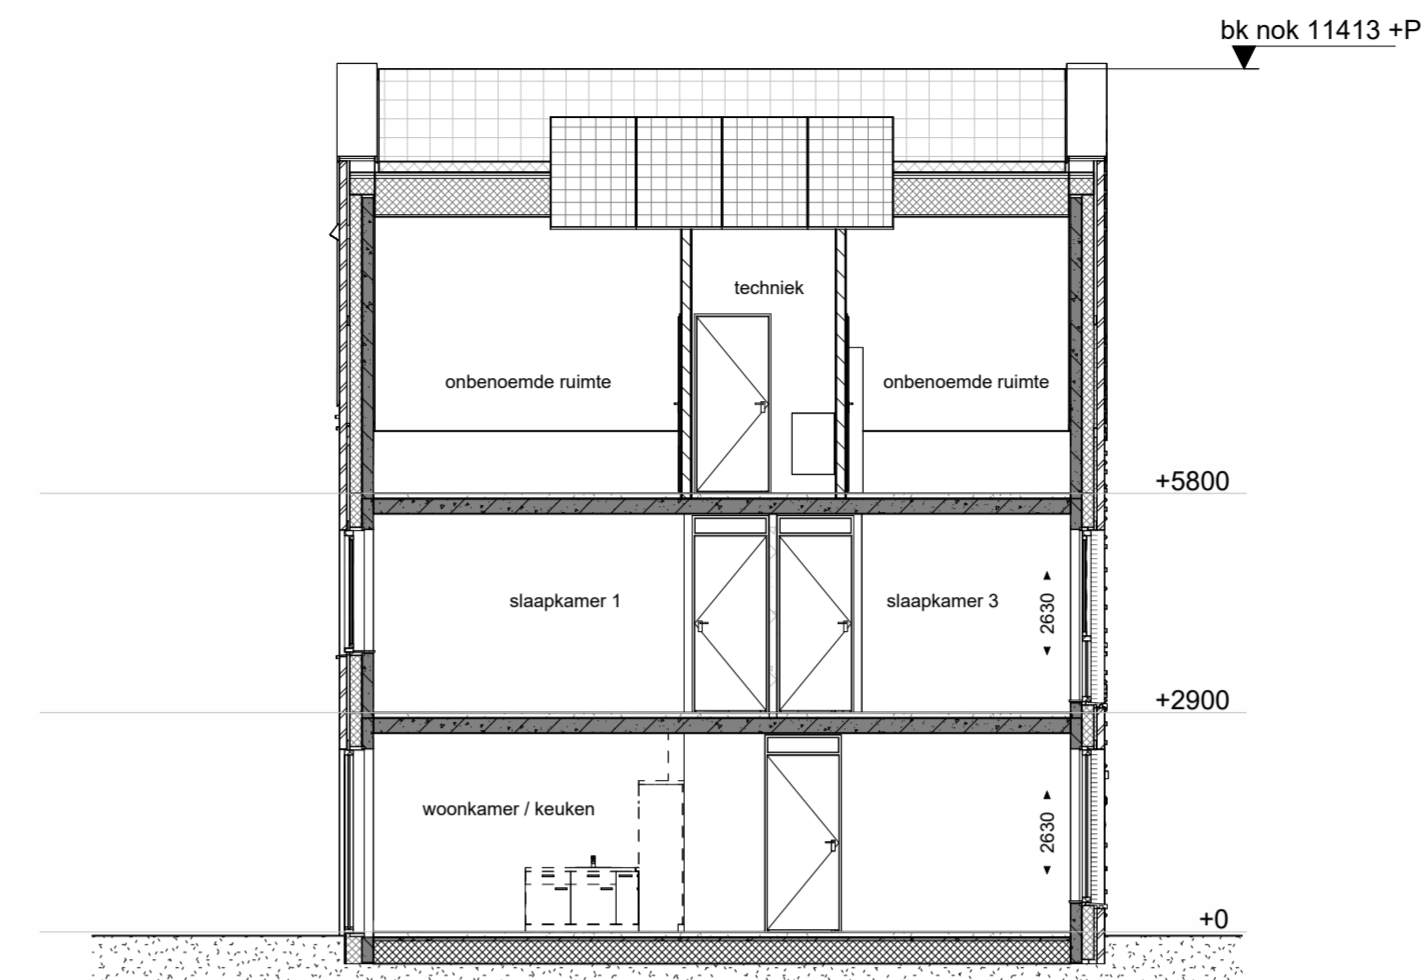 bk nok 11413 +P
techniek
onbenoemde ruimte
onbenoemde ruimte
+5800
slaapkamer 1
slaapkamer 3
2630
+2900
woonkamer / keuken
2630
+0